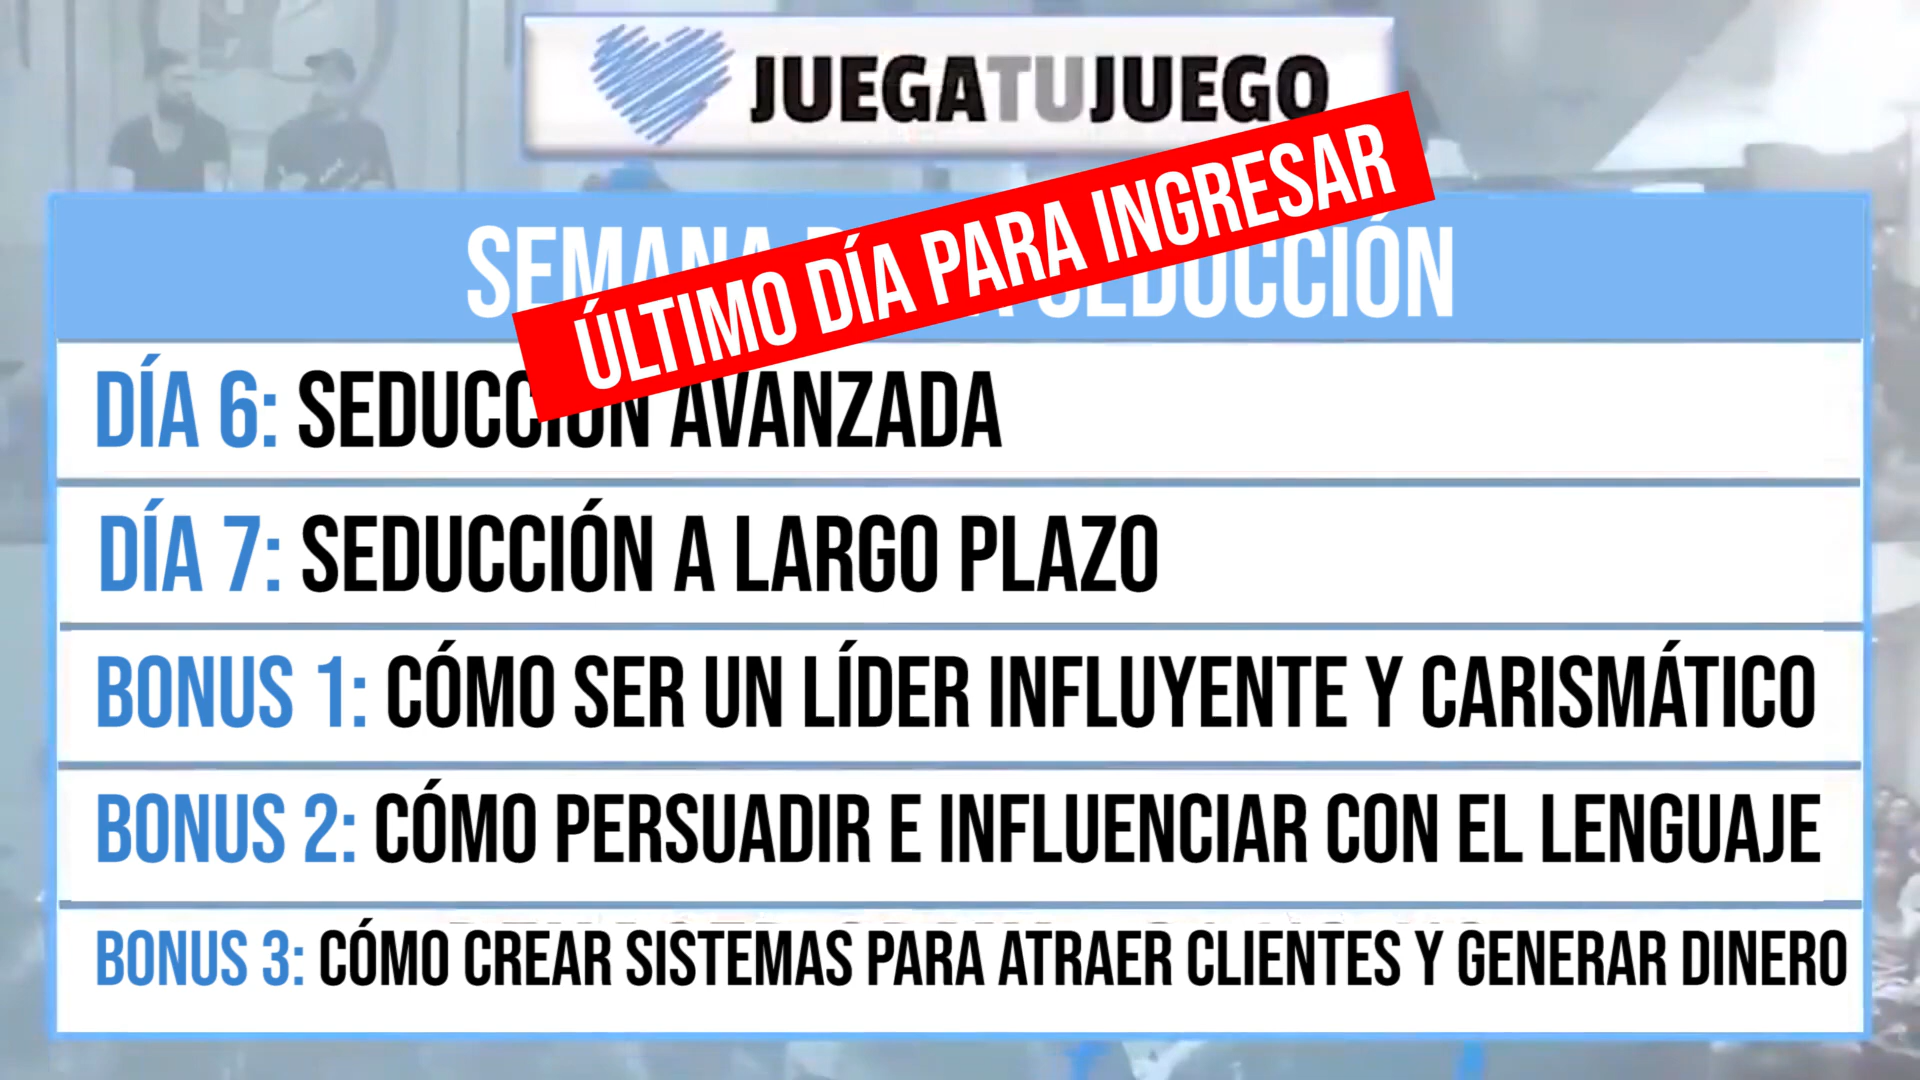 JUEGATUJUEGO
ÚLTIMO DÍA PARA INGRESAR
SEDUCCIÓN
DÍA 6: SEDUCCIÓN AVANZADA
DÍA 7: SEDUCCIÓN A LARGO PLAZO
BONUS 1: CÓMO SER UN LÍDER INFLUYENTE Y CARISMÁTICO
BONUS 2: CÓMO PERSUADIR E INFLUENCIAR CON EL LENGUAJE
BONUS 3: CÓMO CREAR SISTEMAS PARA ATRAER CLIENTES Y GENERAR DINERO